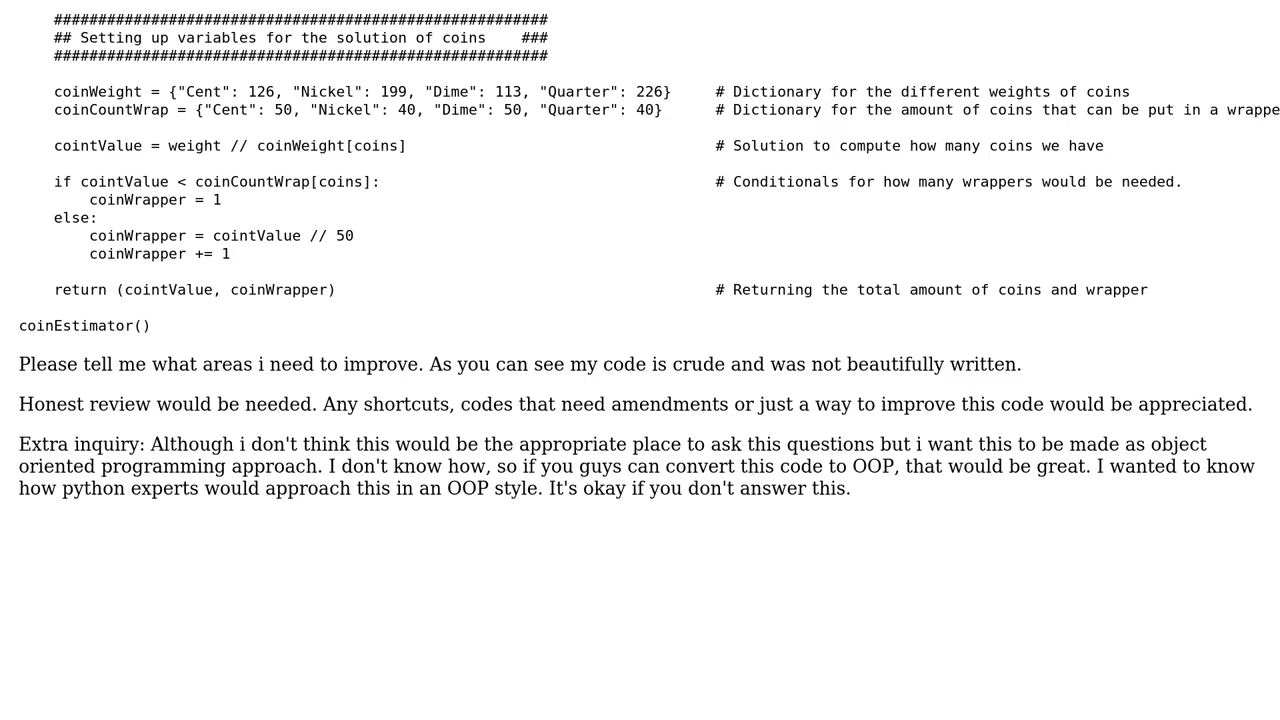 ########################################################
## Setting up variables for the solution of coins    ###
########################################################
coinWeight = {"Cent": 126, "Nickel": 199, "Dime": 113, "Quarter": 226}     # Dictionary for the different weights of coins
coinCountWrap = {"Cent": 50, "Nickel": 40, "Dime": 50, "Quarter": 40}      # Dictionary for the amount of coins that can be put in a wrappe
cointValue = weight // coinWeight[coins]                                   # Solution to compute how many coins we have
if cointValue < coinCountWrap[coins]:                                      # Conditionals for how many wrappers would be needed.
    coinWrapper = 1
else:
    coinWrapper = cointValue // 50
    coinWrapper += 1
return (cointValue, coinWrapper)                                           # Returning the total amount of coins and wrapper
coinEstimator()
Please tell me what areas i need to improve. As you can see my code is crude and was not beautifully written.
Honest review would be needed. Any shortcuts, codes that need amendments or just a way to improve this code would be appreciated.
Extra inquiry: Although i don't think this would be the appropriate place to ask this questions but i want this to be made as object
oriented programming approach. I don't know how, so if you guys can convert this code to OOP, that would be great. I wanted to know
how python experts would approach this in an OOP style. It's okay if you don't answer this.